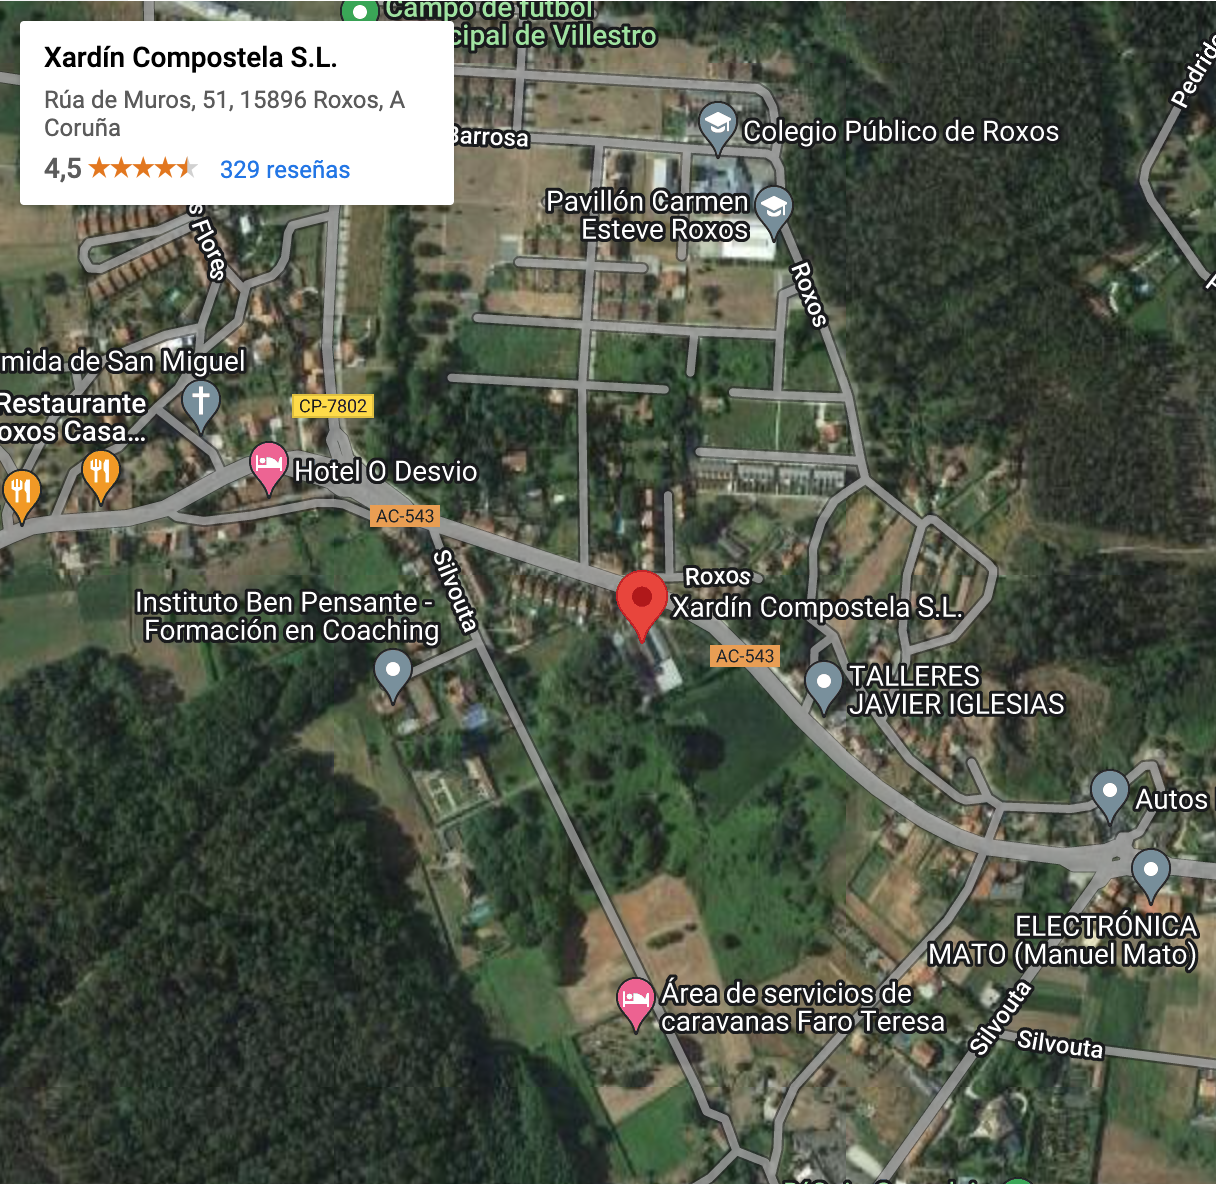 Campo de fútbol
cipal de Villestro
Xardín Compostela S.L.
Rúa de Muros, 51, 15896 Roxos, A
Coruña
4,5
329 reseñas
Pedrido
Barrosa
Colegio Público de Roxos
Pavillón Carmen
Esteve Roxos
s Flores
Roxos
mida de San Miguel
Restaurante
oxos Casa...
CP-7802
Hotel O Desvio
AC-543
Silvouta
Roxos
Instituto Ben Pensante -
Formación en Coaching
Xardín Compostela S.L.
AC-543
TALLERES
JAVIER IGLESIAS
Autos
ELECTRÓNICA
MATO (Manuel Mato)
Área de servicios de
caravanas Faro Teresa
Silvouta
Silvouta